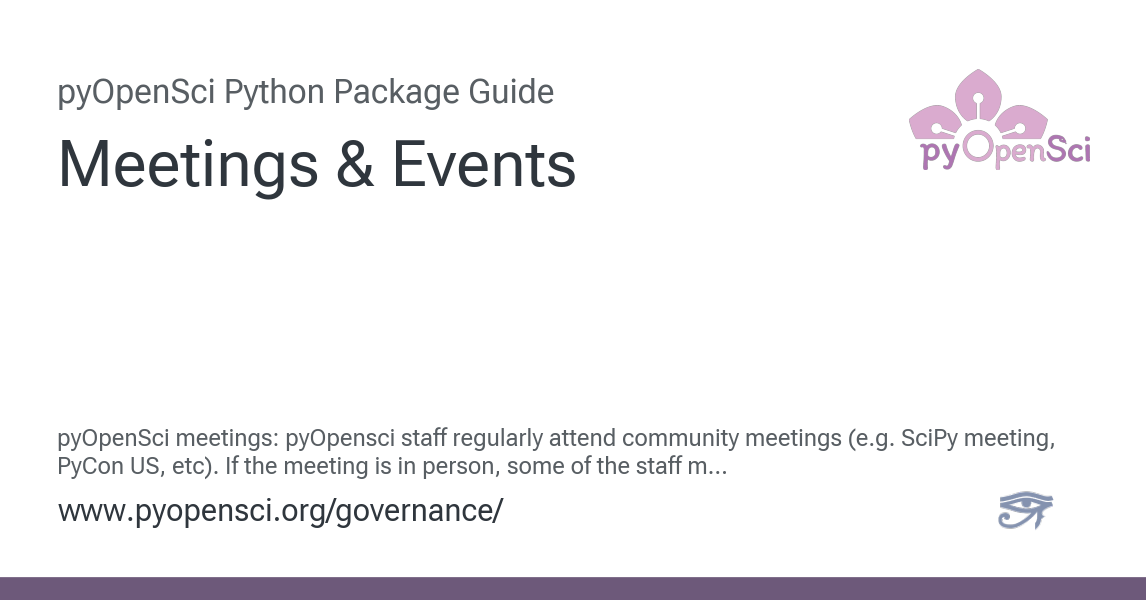 pyOpenSci Python Package Guide
Meetings & Events
pyOpenSci
pyOpenSci meetings: pyOpensci staff regularly attend community meetings (e.g. SciPy meeting,
PyCon US, etc). If the meeting is in person, some of the staff m...
www.pyopensci.org/governance/